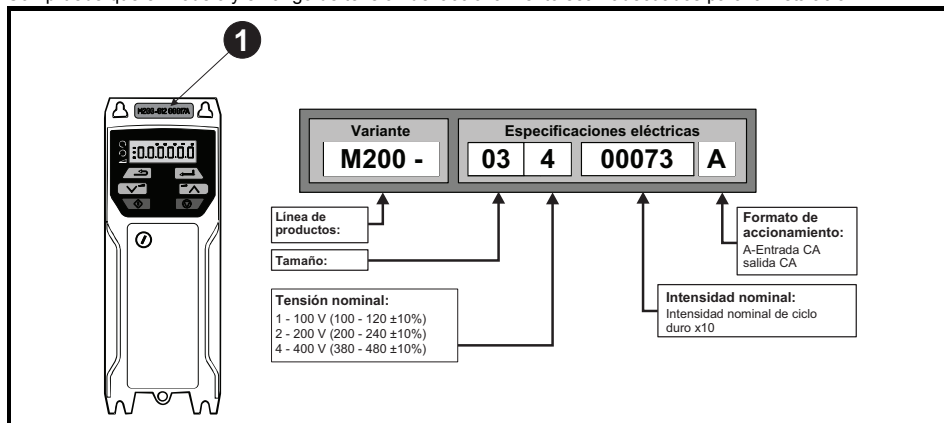 1
M200-012 00017A
Variante
Especificaciones eléctricas
M200 -
03 4 00073 A
Línea de
productos:
Tamaño:
Tensión nominal:
1 - 100 V (100 - 120 ±10%)
2 - 200 V (200 - 240 ±10%)
4 - 400 V (380 - 480 ±10%)
Formato de
accionamiento:
A-Entrada CA
salida CA
Intensidad nominal:
Intensidad nominal de ciclo
duro x10